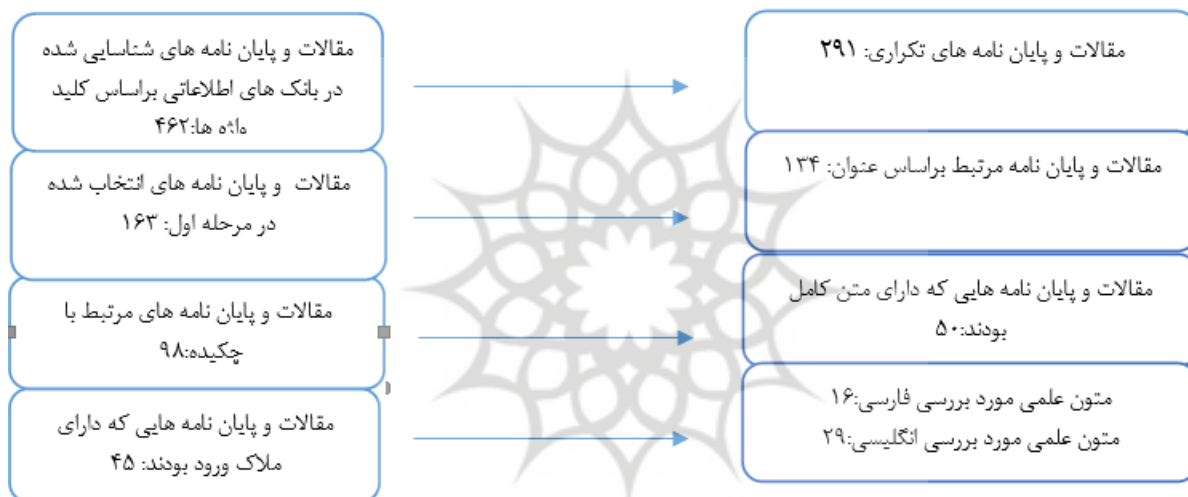 مقالات و پایان نامه های شناسایی شده
در بانک های اطلاعاتی براساس کلید
واژه ها:۴۶۲
مقالات و پایان نامه های تکراری: ۲۹۱
مقالات و پایان نامه های انتخاب شده
در مرحله اول: ۱۶۳
مقالات و پایان نامه مرتبط براساس عنوان: ۱۳۴
مقالات و پایان نامه های مرتبط با
چکیده:۹۸
مقالات و پایان نامه هایی که دارای متن کامل
بودند:۵۰
مقالات و پایان نامه هایی که دارای
ملاک ورود بودند: ۴۵
متون علمی مورد بررسی فارسی:۱۶
متون علمی مورد بررسی انگلیسی:۲۹